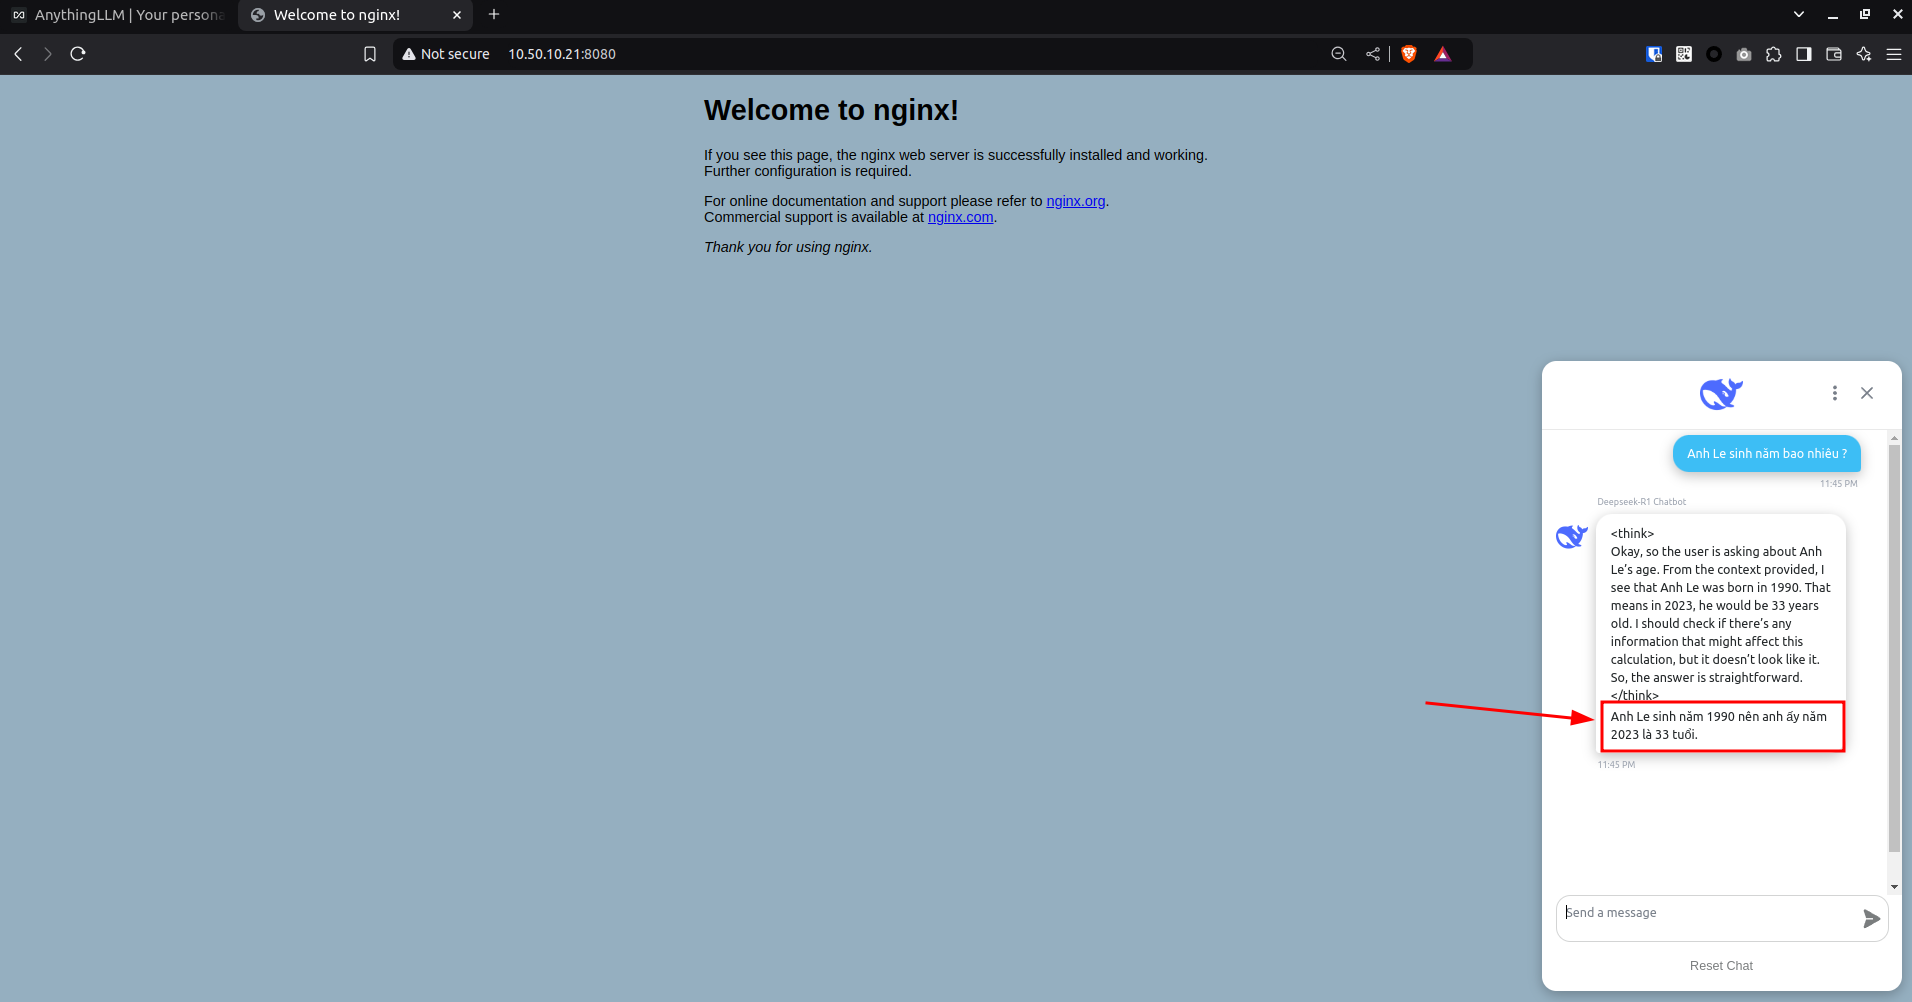 AnythingLLM | Your persona
Welcome to nginx!
Not secure
10.50.10.21:8080
Welcome to nginx!
If you see this page, the nginx web server is successfully installed and working.
Further configuration is required.
For online documentation and support please refer to nginx.org.
Commercial support is available at nginx.com.
Thank you for using nginx.
Anh Le sinh năm bao nhiêu ?
11:45 PM
Deepseek-R1 Chatbot
<think>
Okay, so the user is asking about Anh
Le’s age. From the context provided, I
see that Anh Le was born in 1990. That
means in 2023, he would be 33 years
old. I should check if there’s any
information that might affect this
calculation, but it doesn’t look like it.
So, the answer is straightforward.
</think>
Anh Le sinh năm 1990 nên anh ấy năm
2023 là 33 tuổi.
11:45 PM
Send a message
Reset Chat